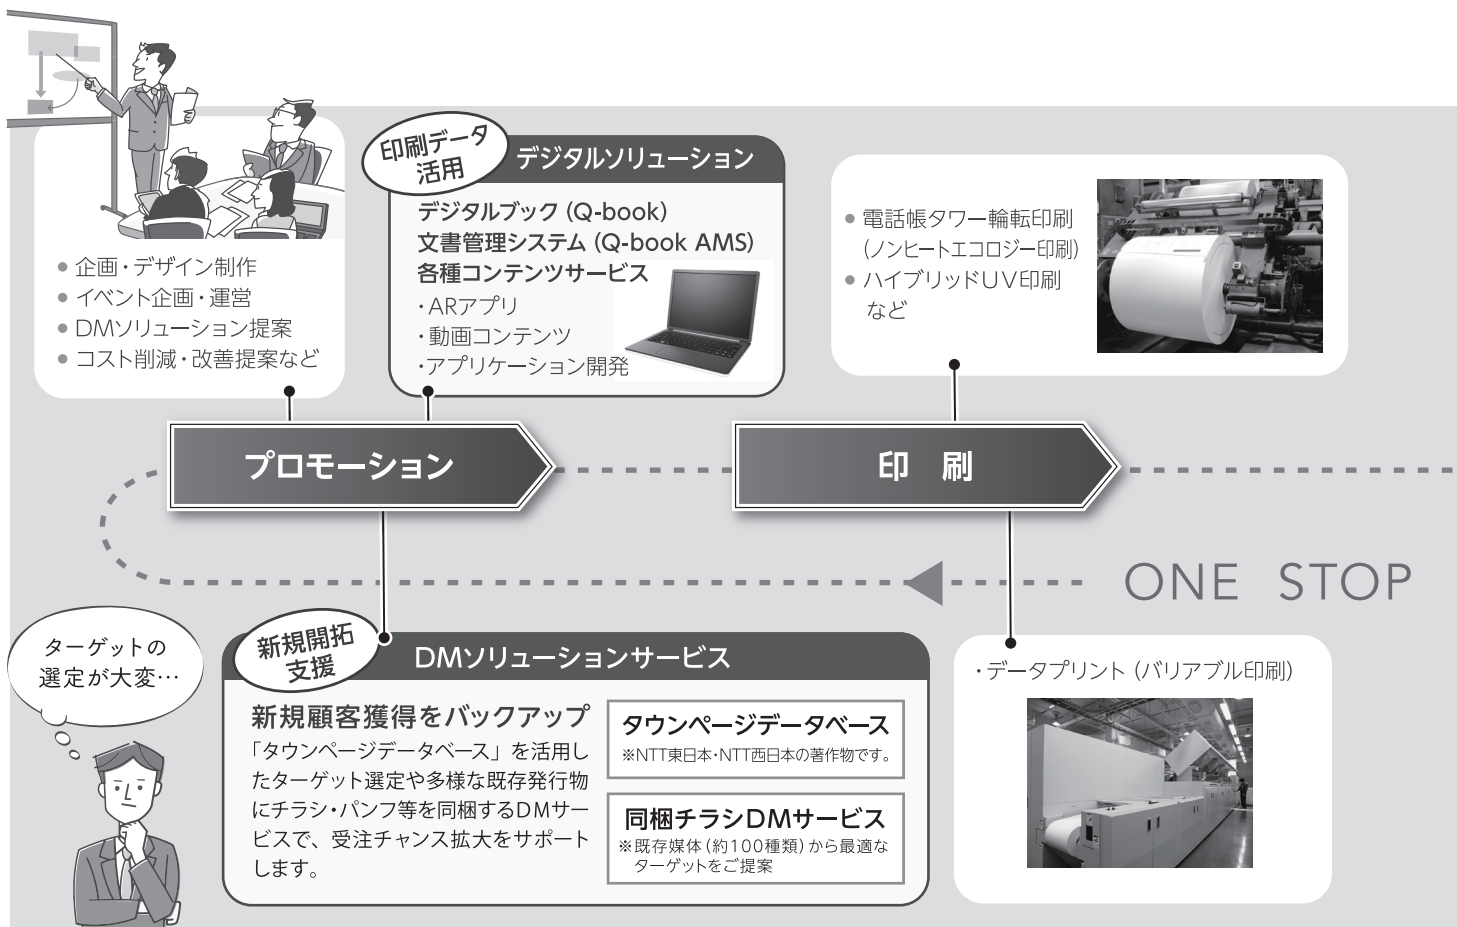 ● 企画・デザイン制作
● イベント企画・運営
● DMソリューション提案
● コスト削減・改善提案など
印刷データ
活用
デジタルソリューション
デジタルブック（Q-book）
文書管理システム（Q-book AMS）
各種コンテンツサービス
・ARアプリ
・動画コンテンツ
・アプリケーション開発
● 電話帳タワー輪転印刷
（ノンヒートエコロジー印刷）
● ハイブリッドUV印刷
など
プロモーション
印　刷
ONE STOP
ターゲットの
選定が大変…
新規開拓
支援
DMソリューションサービス
新規顧客獲得をバックアップ
「タウンページデータベース」を活用し
たターゲット選定や多様な既存発行物
にチラシ・パンフ等を同梱するDMサー
ビスで、受注チャンス拡大をサポート
します。
タウンページデータベース
※NTT東日本・NTT西日本の著作物です。
同梱チラシDMサービス
※既存媒体（約100種類）から最適な
ターゲットをご提案
・データプリント（バリアブル印刷）